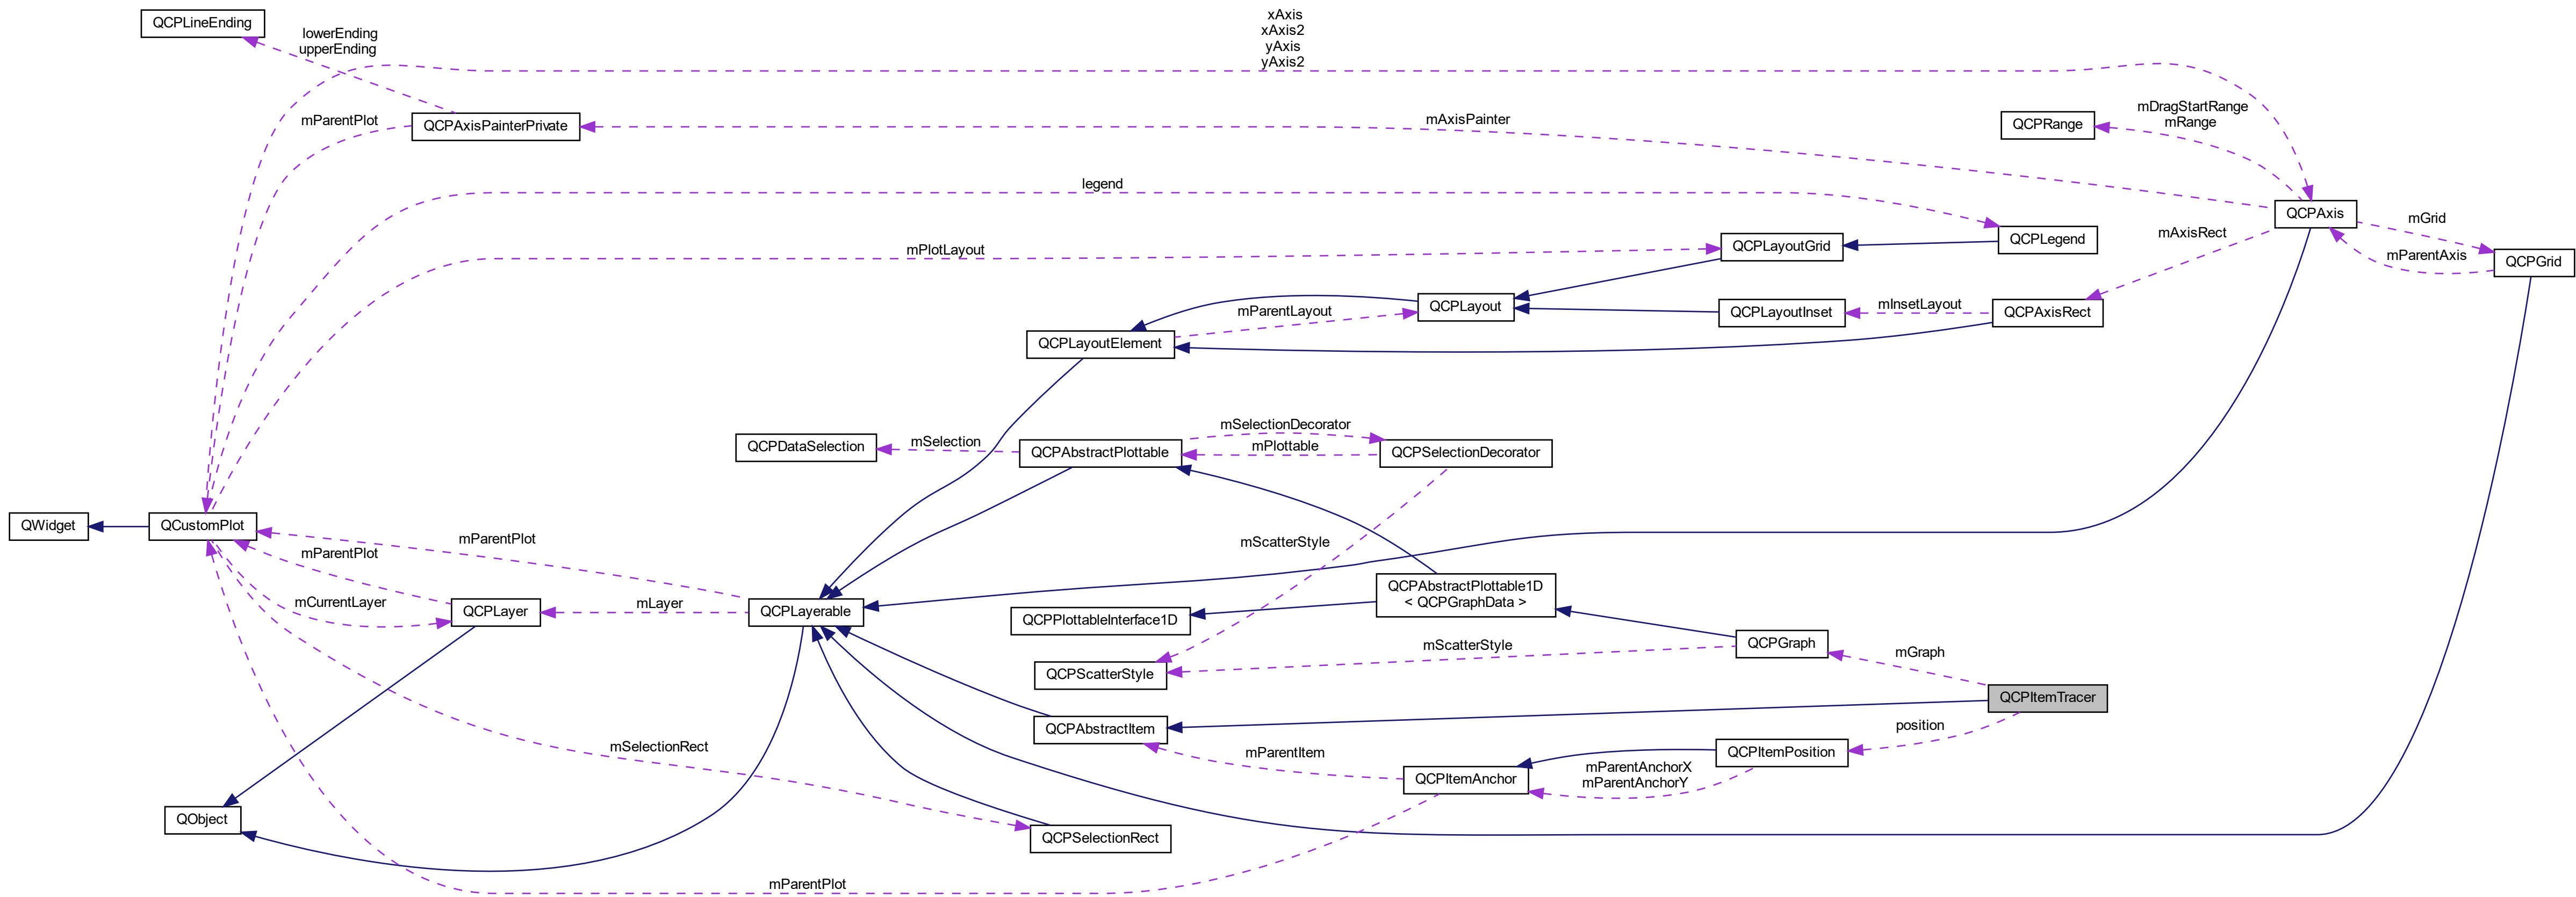 xAxis
xAxis2
yAxis
yAxis2
QCPLineEnding
lowerEnding
upperEnding
mParentPlot
QCPAxisPainterPrivate
mAxisPainter
QCPRange
mDragStartRange
mRange
legend
QCPAxis
mGrid
mParentAxis
QCPGrid
mPlotLayout
QCPLayoutGrid
QCPLegend
mAxisRect
QCPLayout
QCPLayoutInset
mInsetLayout
QCPAxisRect
mParentLayout
QCPLayoutElement
QCPDataSelection
mSelection
QCPAbstractPlottable
mSelectionDecorator
mPlottable
QCPSelectionDecorator
QWidget
QCustomPlot
mParentPlot
mParentPlot
mScatterStyle
mCurrentLayer
QCPLayer
mLayer
QCPLayerable
QCPPlottableInterface1D
QCPAbstractPlottable1D
< QCPGraphData >
QCPGraph
mScatterStyle
QCPScatterStyle
mGraph
QCPItemTracer
QCPAbstractItem
position
mSelectionRect
mParentItem
QCPItemPosition
QCPItemAnchor
mParentAnchorX
mParentAnchorY
QObject
QCPSelectionRect
mParentPlot